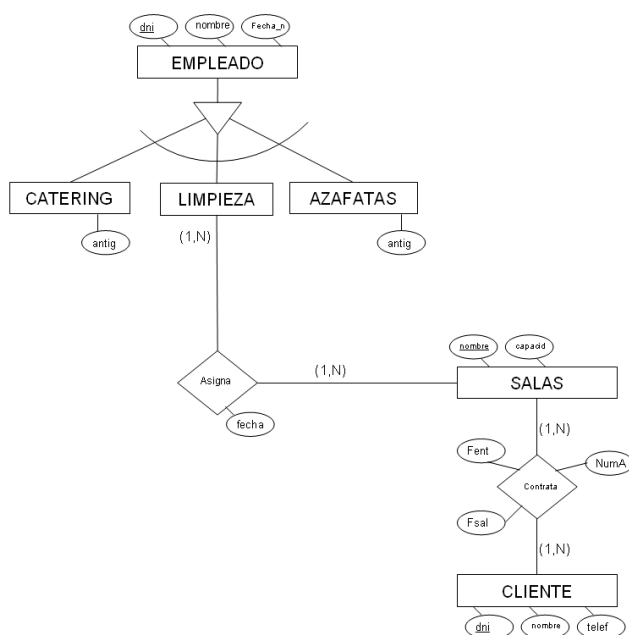 dni nombre Fecha_n
EMPLEADO
CATERING LIMPIEZA AZAFATAS
antig (1,N) antig
nombre capacid
Asigna (1,N) SALAS
fecha
(1,N)
Fent NumA
Contrata
Fsal
(1,N)
CLIENTE
dni nombre telef